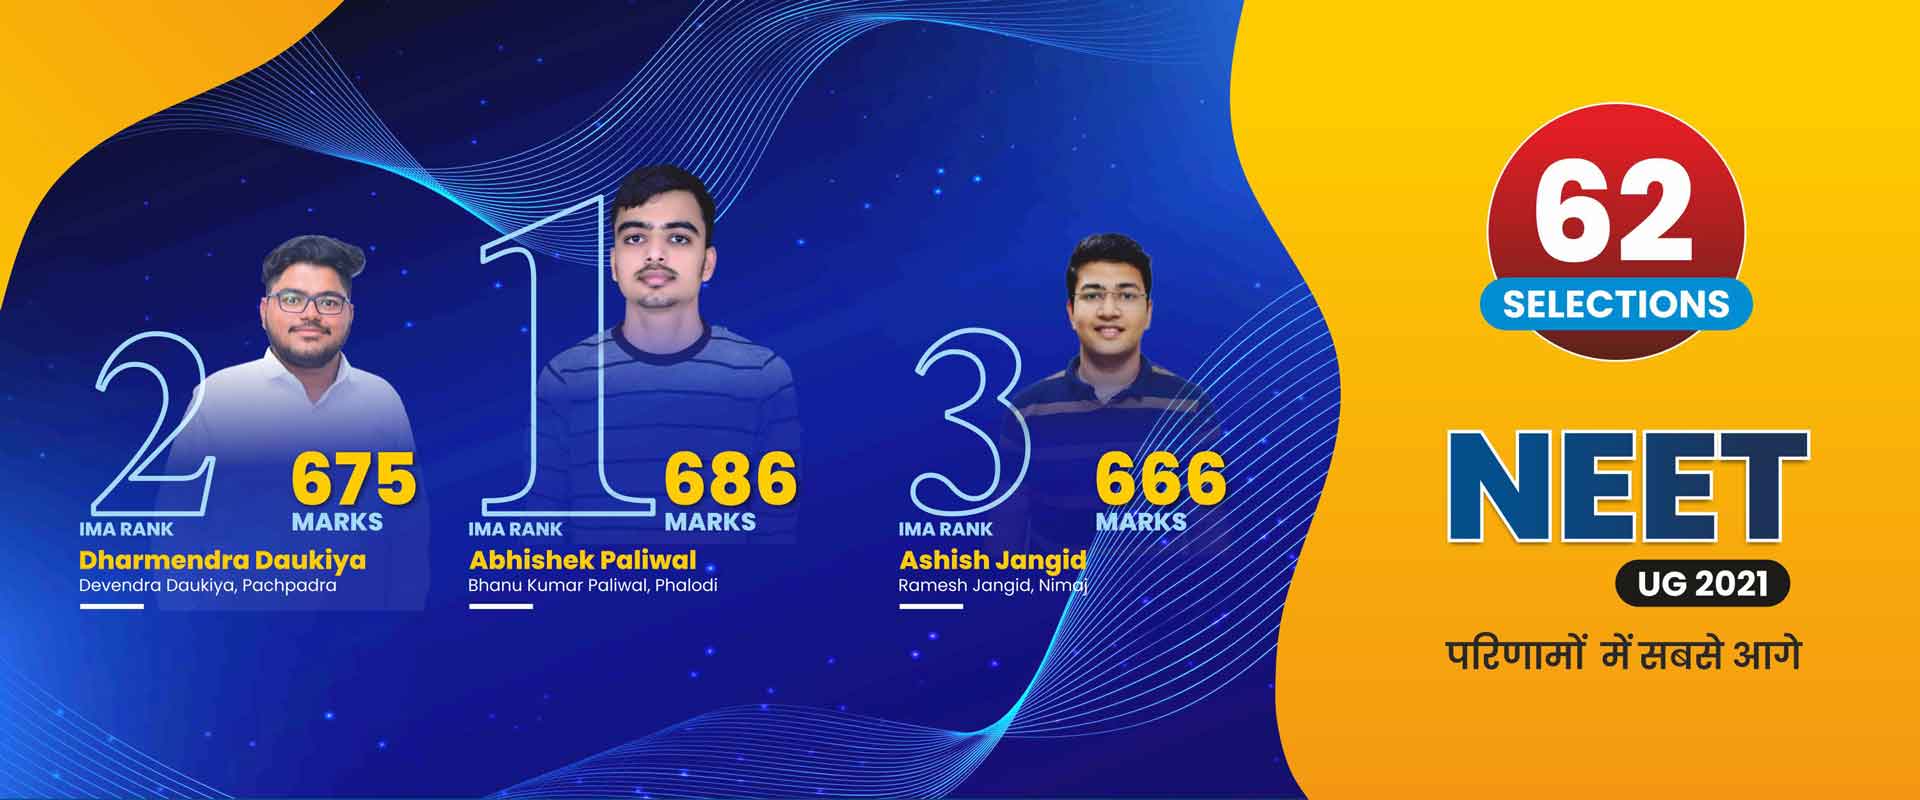 2
IMA RANK
675
MARKS
Dharmendra Daukiya
Devendra Daukiya, Pachpadra
1
IMA RANK
686
MARKS
Abhishek Paliwal
Bhanu Kumar Paliwal, Phalodi
3
IMA RANK
666
MARKS
Ashish Jangid
Ramesh Jangid, Nimaj
62
SELECTIONS
NEET
UG 2021
परिणामों में सबसे आगे